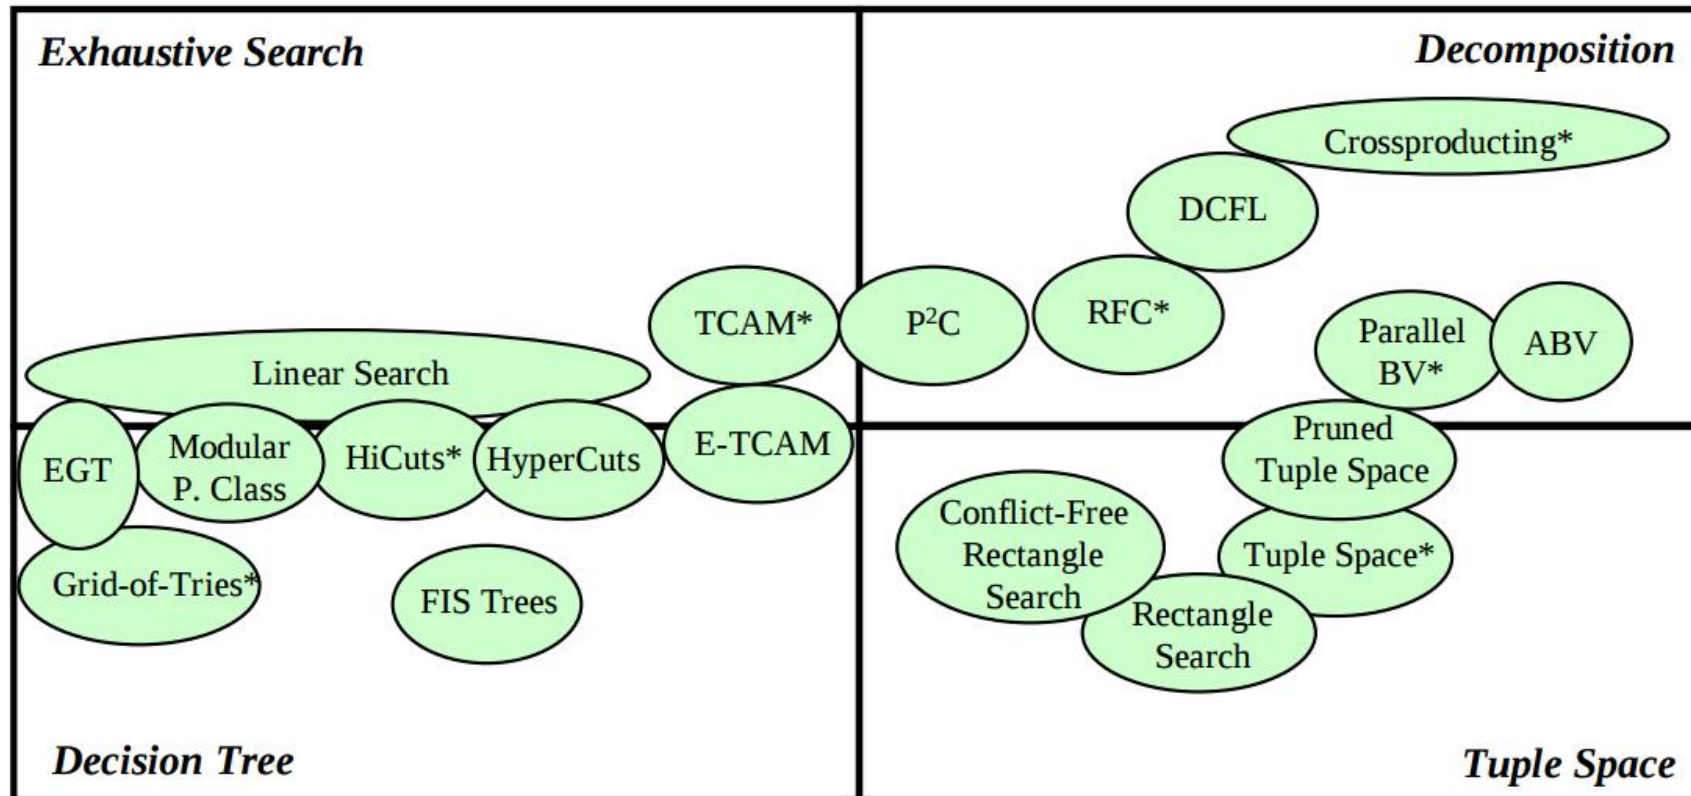 Exhaustive Search
Decomposition
Crossproducting*
DCFL
TCAM*
P²C
RFC*
Parallel
BV*
ABV
Linear Search
EGT
Modular
P. Class
HiCuts*
HyperCuts
E-TCAM
Pruned
Tuple Space
Conflict-Free
Rectangle
Search
Tuple Space*
Grid-of-Tries*
FIS Trees
Rectangle
Search
Decision Tree
Tuple Space